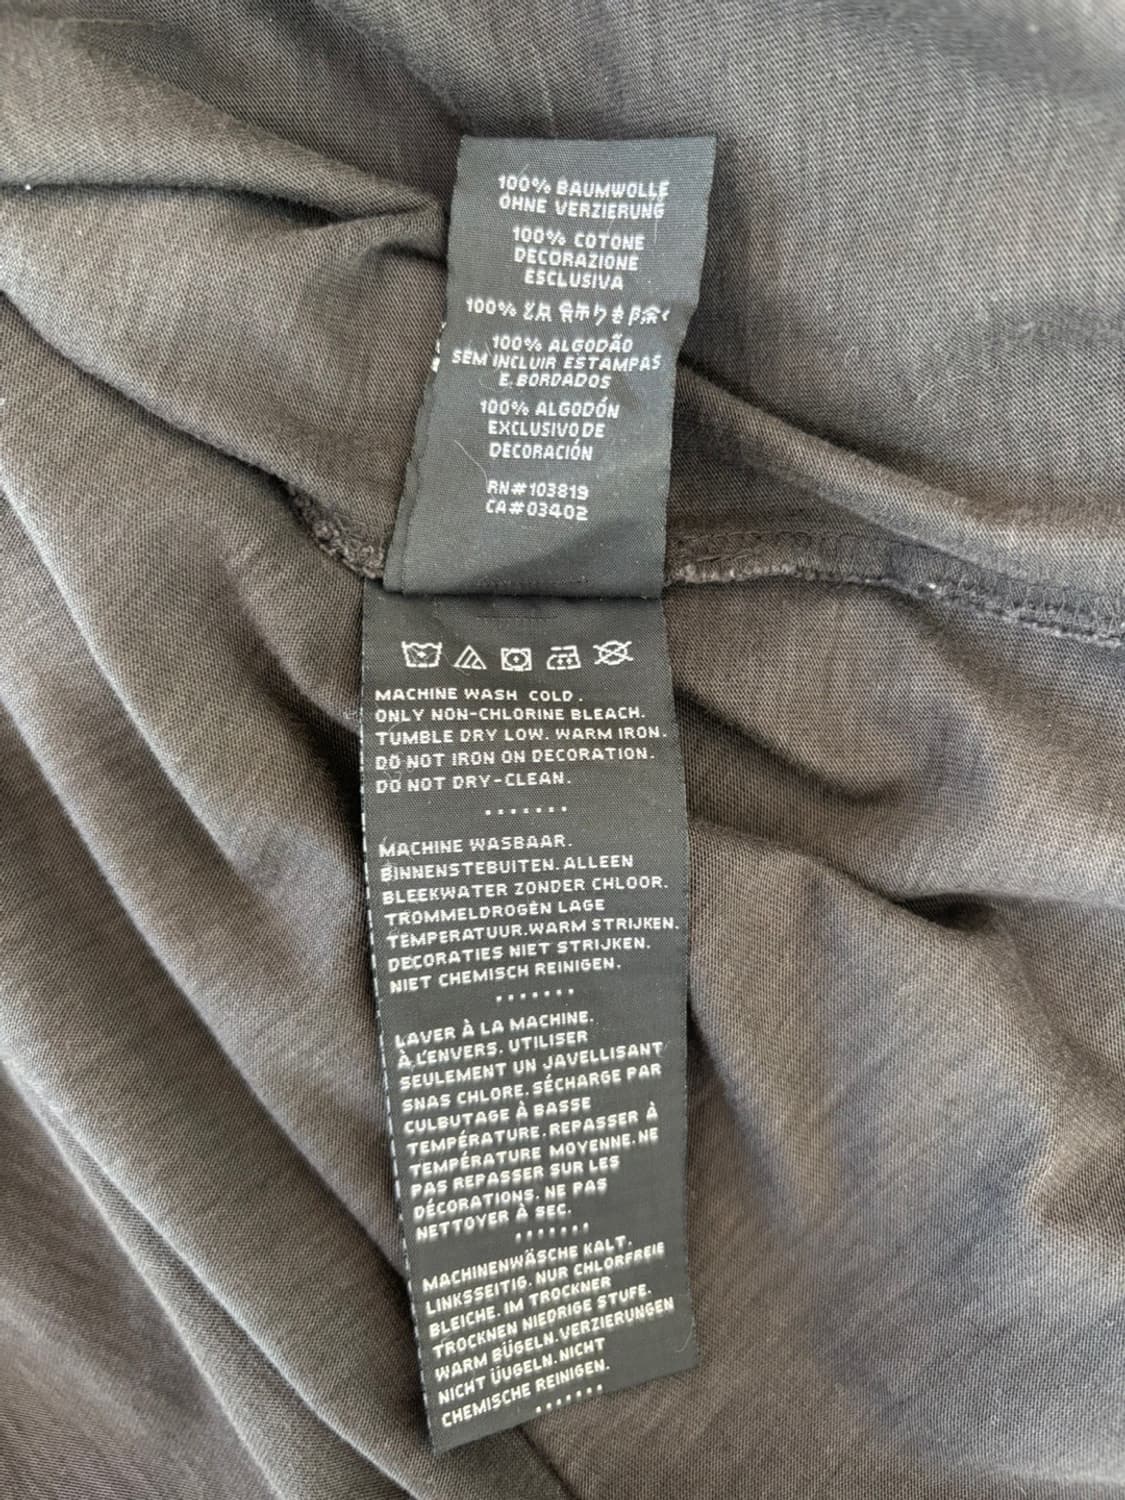 100% BAUMWOLLE
OHNE VERZIERUNG
100% COTONE
DECORAZIONE
ESCLUSIVA
100%
100% ALGODÃO
SEM INCLUIR ESTAMPAS
E BORDADOS
100% ALGODÓN
EXCLUSIVO DE
DECORACIÓN
RN#103819
CA#03402
MACHINE WASH COLD.
ONLY NON-CHLORINE BLEACH.
TUMBLE DRY LOW. WARM IRON.
DO NOT IRON ON DECORATION.
DO NOT DRY-CLEAN.
MACHINE WASBAAR.
BINNENSTEBUITEN. ALLEEN
BLEEKWATER ZONDER CHLOOR.
TROMMELDROGEN LAGE
TEMPERATUUR.WARM STRIJKEN.
DECORATIES NIET STRIJKEN.
NIET CHEMISCH REINIGEN.
LAVER À LA MACHINE.
À L'ENVERS. UTILISER
SEULEMENT UN JAVELLISANT
SNAS CHLORE. SÉCHARGE PAR
CULBUTAGE À BASSE
TEMPÉRATURE. REPASSER À
TEMPÉRATURE MOYENNE. NE
PAS REPASSER SUR LES
DÉCORATIONS. NE PAS
NETTOYER À SEC.
MACHINENWÄSCHE KALT.
LINKSSEITIG. NUR CHLORFREIE
BLEICHE. IM TROCKNER
TROCKNEN NIEDRIGE STUFE.
WARM BÜGELN. VERZIERUNGEN
NICHT ÜUGELN. NICHT
CHEMISCHE REINIGEN.